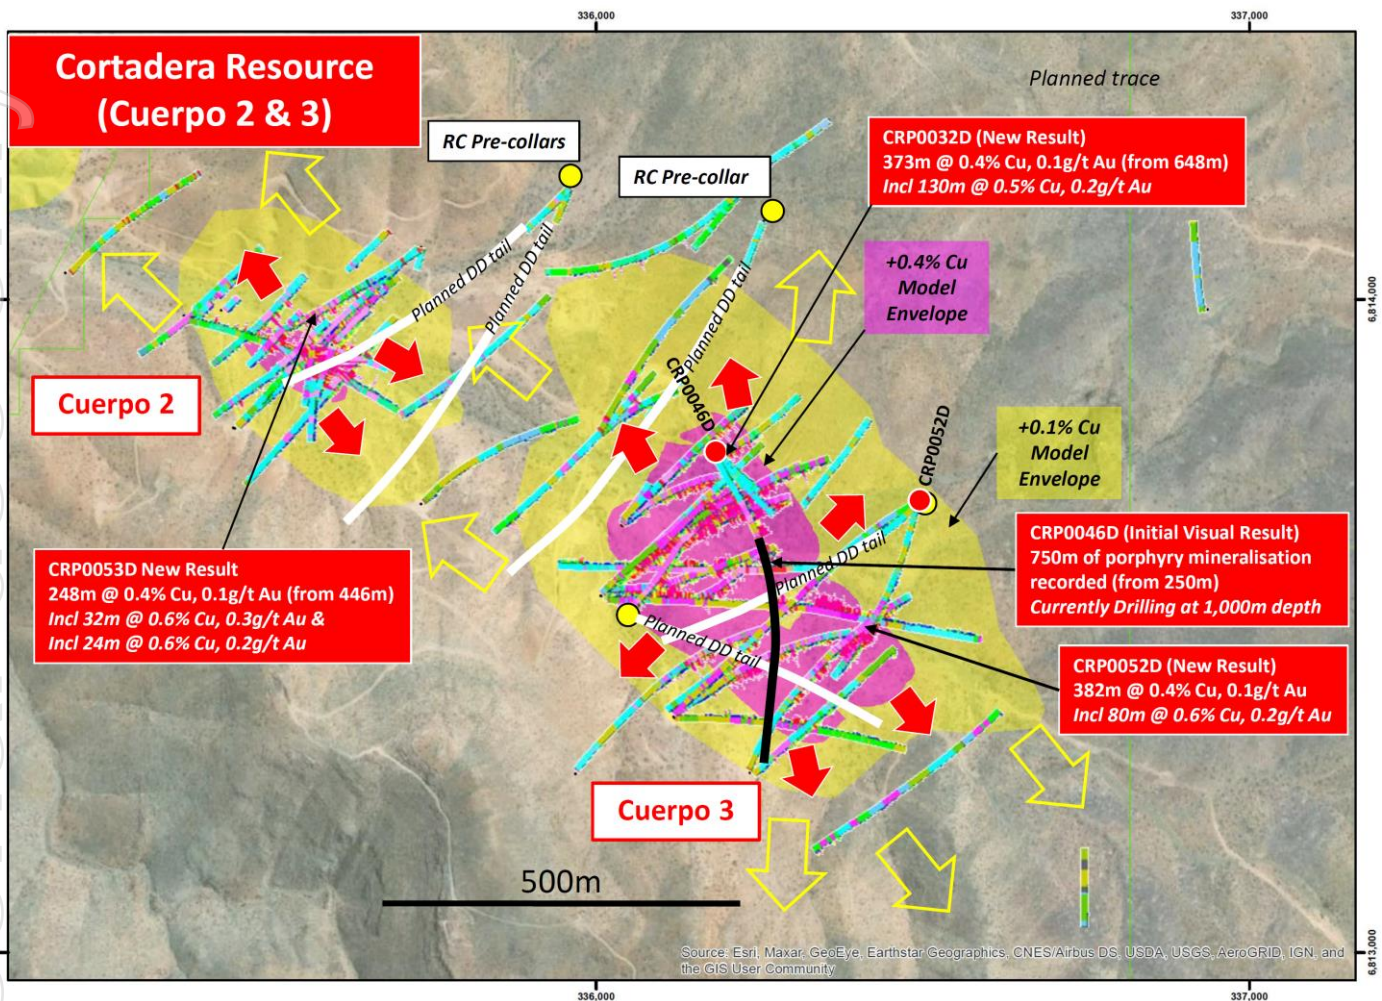 336,000
337,000
Cortadera Resource
(Cuerpo 2 & 3)
Planned trace
RC Pre-collars
RC Pre-collar
CRP0032D (New Result)
373m @ 0.4% Cu, 0.1g/t Au (from 648m)
Incl 130m @ 0.5% Cu, 0.2g/t Au
+0.4% Cu
Model
Envelope
6,814,000
Planned DD tail
Planned DD tail
Planned DD tail
CRP0046D
CRP0052D
Cuerpo 2
+0.1% Cu
Model
Envelope
CRP0046D (Initial Visual Result)
750m of porphyry mineralisation
recorded (from 250m)
Currently Drilling at 1,000m depth
Planned DD tail
Planned DD tail
CRP0053D New Result
248m @ 0.4% Cu, 0.1g/t Au (from 446m)
Incl 32m @ 0.6% Cu, 0.3g/t Au &
Incl 24m @ 0.6% Cu, 0.2g/t Au
CRP0052D (New Result)
382m @ 0.4% Cu, 0.1g/t Au
Incl 80m @ 0.6% Cu, 0.2g/t Au
Cuerpo 3
500m
Source: Esri, Maxar, GeoEye, Earthstar Geographics, CNES/Airbus DS, USDA, USGS, AeroGRID, IGN, and
the GIS User Community
6,813,000
336,000
337,000